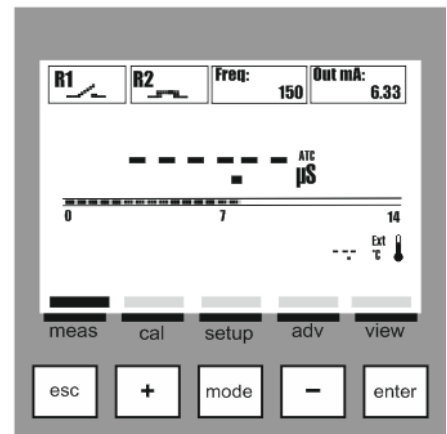 R1 R2 Freq: Out mA:
150 6.33
- - - - - - ATC
. µS
0 7 14
---. Ext °C
meas cal setup adv view
esc + mode − enter